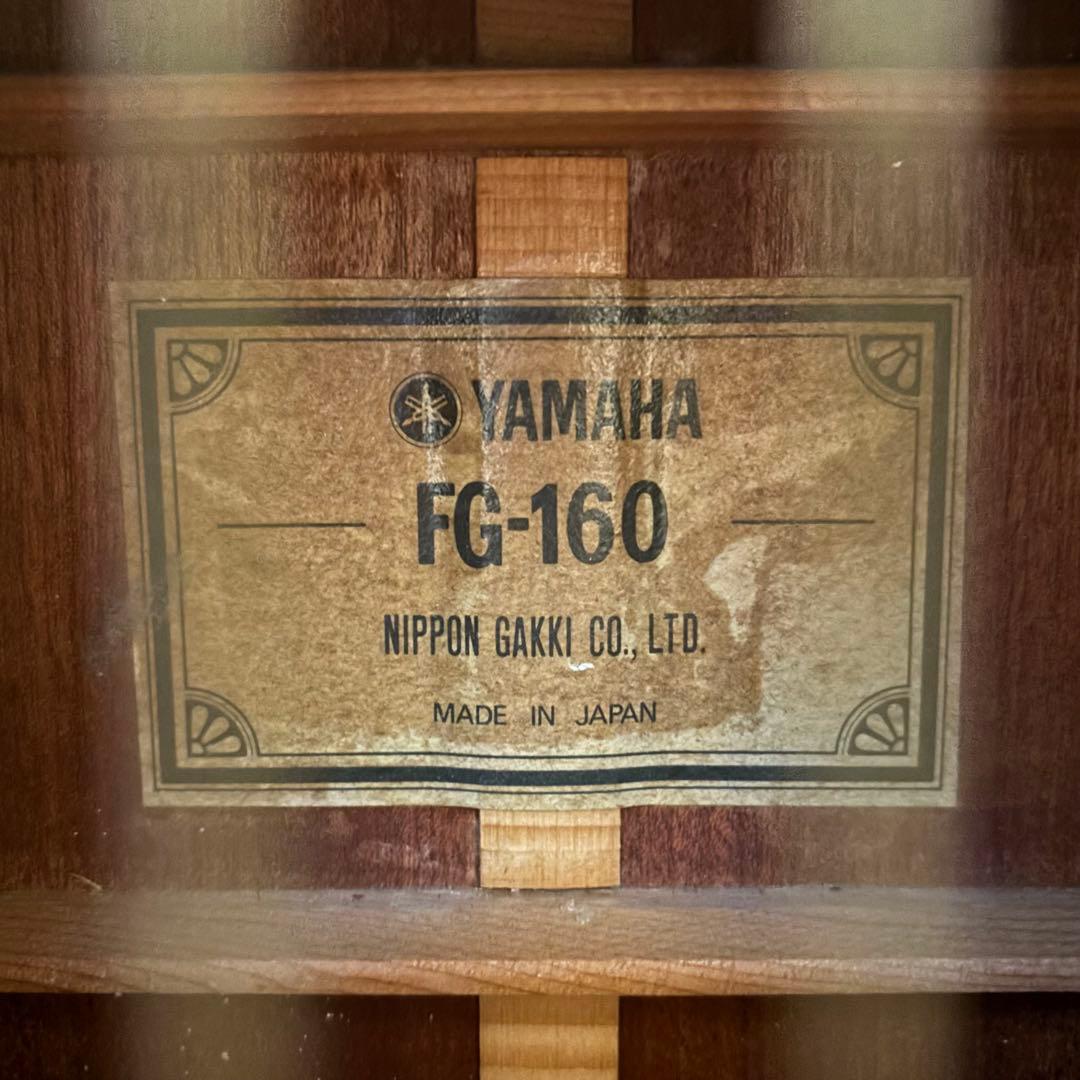 YAMAHA
FG-160
NIPPON GAKKI CO., LTD.
MADE IN JAPAN